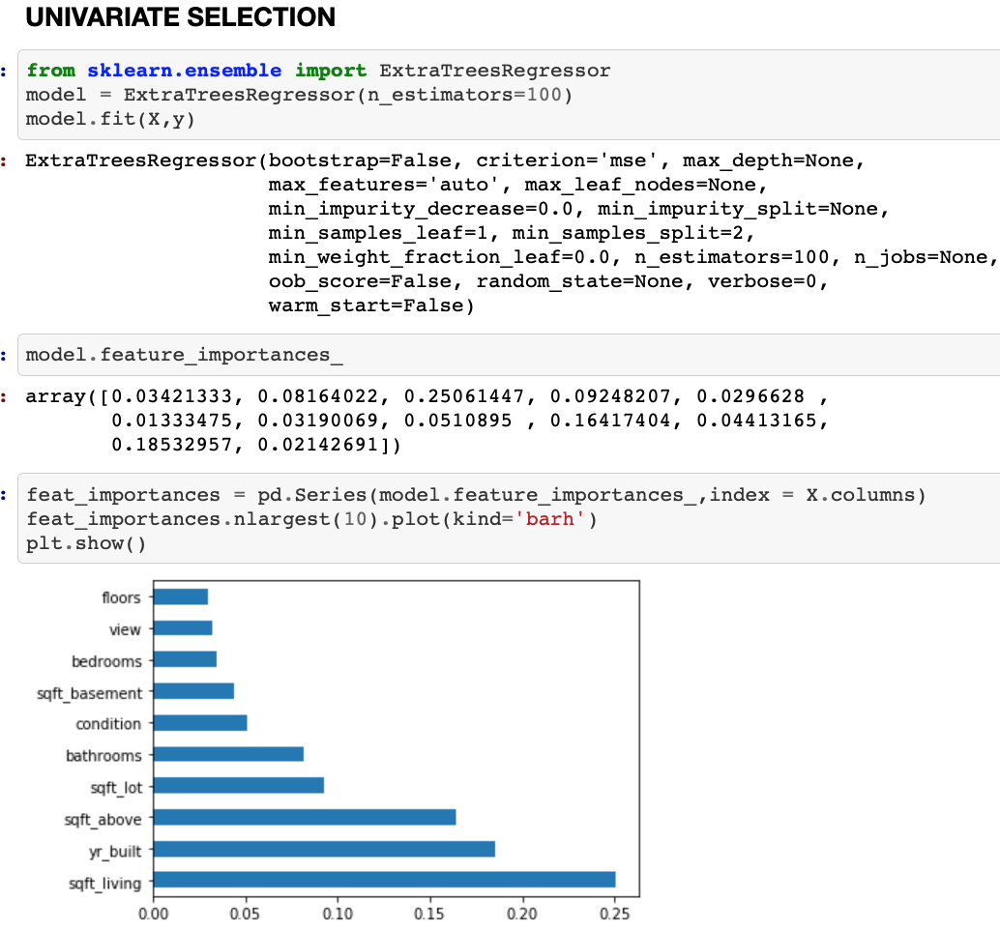 UNIVARIATE SELECTION
: from sklearn.ensemble import ExtraTreesRegressor
model = ExtraTreesRegressor(n_estimators=100)
model.fit(X,y)
: ExtraTreesRegressor(bootstrap=False, criterion='mse', max_depth=None,
max_features='auto', max_leaf_nodes=None,
min_impurity_decrease=0.0, min_impurity_split=None,
min_samples_leaf=1, min_samples_split=2,
min_weight_fraction_leaf=0.0, n_estimators=100, n_jobs=None,
oob_score=False, random_state=None, verbose=0,
warm_start=False)
: model.feature_importances_
: array([0.03421333, 0.08164022, 0.25061447, 0.09248207, 0.0296628 ,
0.01333475, 0.03190069, 0.0510895 , 0.16417404, 0.04413165,
0.18532957, 0.02142691])
: feat_importances = pd.Series(model.feature_importances_,index = X.columns)
feat_importances.nlargest(10).plot(kind='barh')
plt.show()
floors
view
bedrooms
sqft_basement
condition
bathrooms
sqft_lot
sqft_above
yr_built
sqft_living
0.00 0.05 0.10 0.15 0.20 0.25